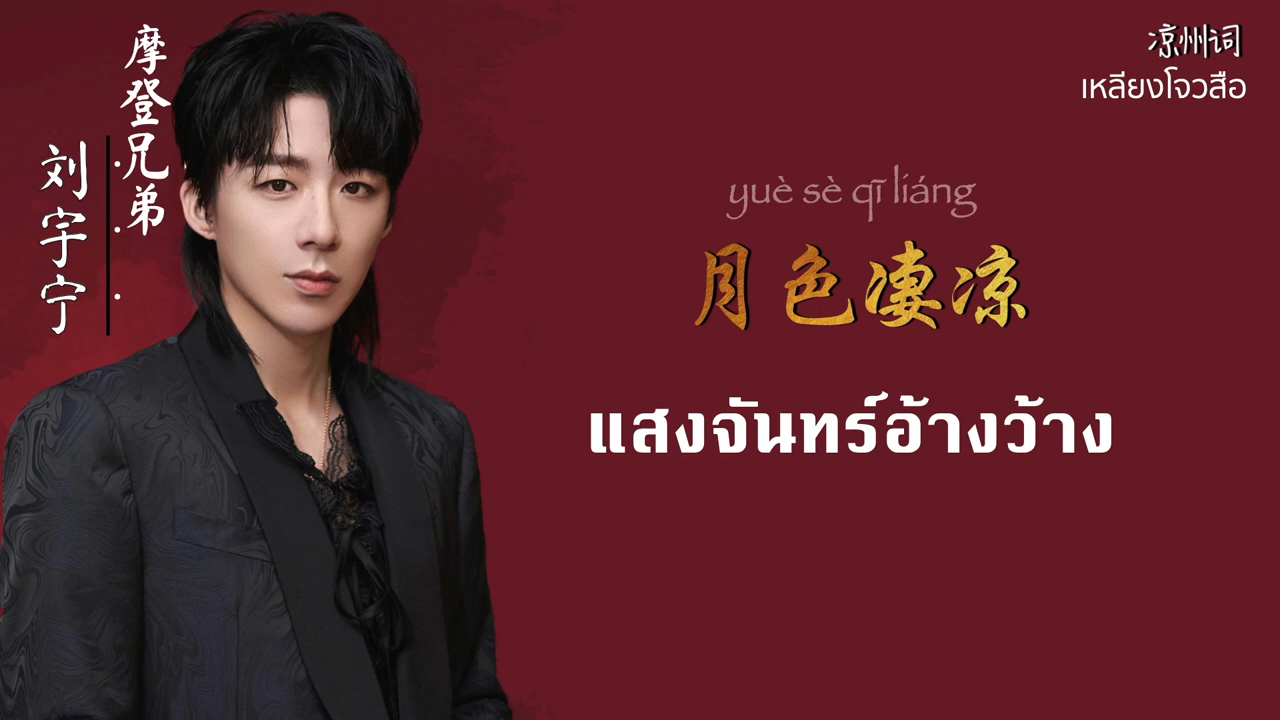 摩登兄弟
刘宇宁
凉州词
เหลียงโจวสือ
yuè sè qī liáng
月色凄凉
แสงจันทร์อ้างว้าง